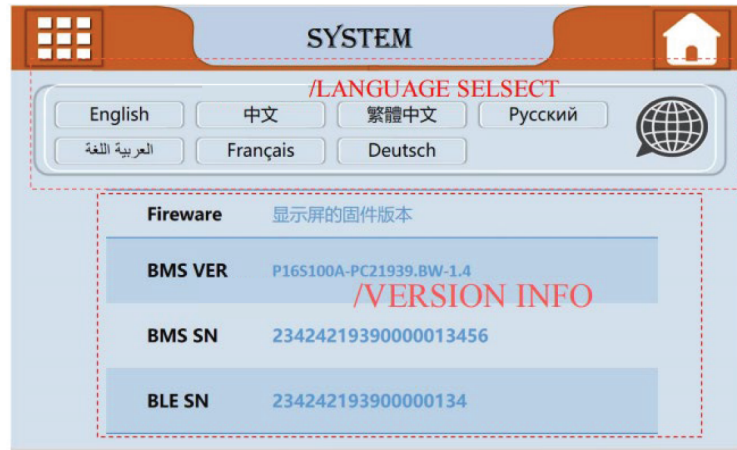 SYSTEM
/LANGUAGE SELSECT
English 中文 繁體中文 Русский
العربية اللغة Français Deutsch
Fireware 显示屏的固件版本
BMS VER P16S100A-PC21939.BW-1.4
/VERSION INFO
BMS SN 23424219390000013456
BLE SN 234242193900000134